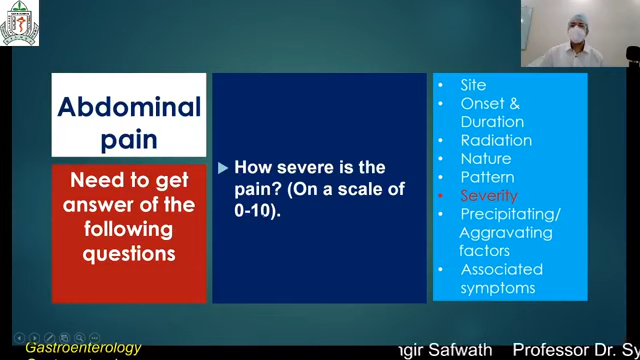 Abdominal
pain
Need to get
answer of the
following
questions
How severe is the
pain? (On a scale of
0-10).
• Site
• Onset &
Duration
• Radiation
• Nature
• Pattern
• Severity
• Precipitating/
Aggravating
factors
• Associated
symptoms
Gastroenterology
ngir Safwath Professor Dr. Sy